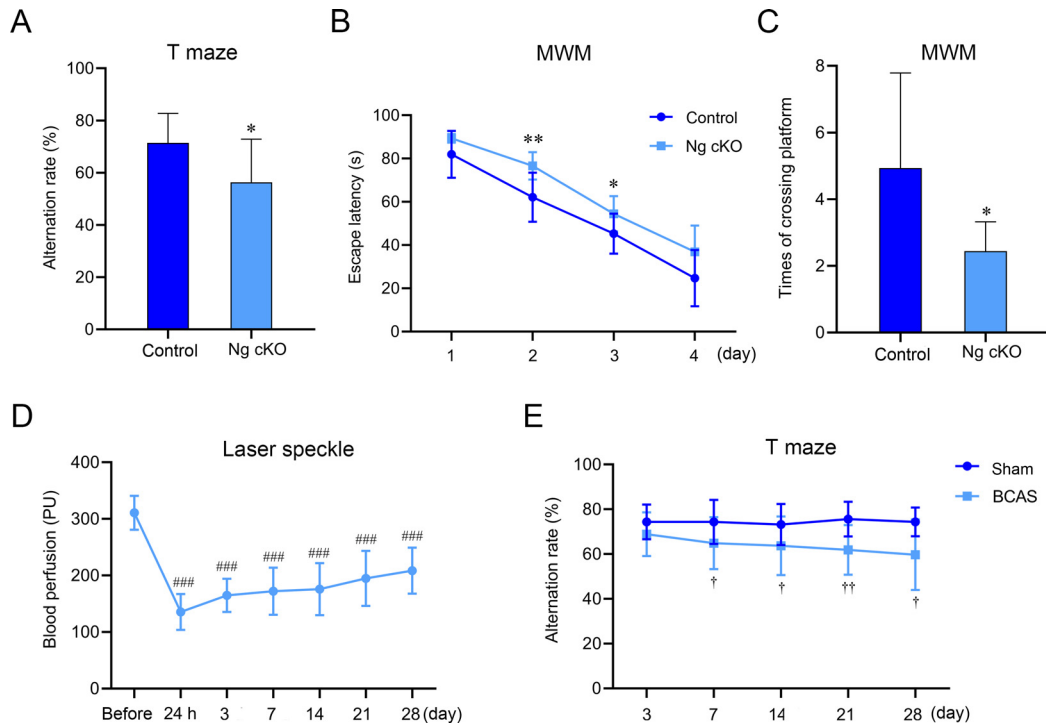 A
T maze
Alternation rate (%)
100
80
60
40
20
0
*
Control
Ng cKO
B
MWM
Escape latency (s)
100
80
60
40
20
0
**
*
Control
Ng cKO
1
2
3
4
(day)
C
MWM
Times of crossing platform
8
6
4
2
0
*
Control
Ng cKO
D
Laser speckle
Blood perfusion (PU)
400
300
200
100
0
###
###
###
###
###
###
Before
24 h
3
7
14
21
28
(day)
E
T maze
Alternation rate (%)
100
80
60
40
20
0
Sham
BCAS
†
†
††
†
3
7
14
21
28
(day)